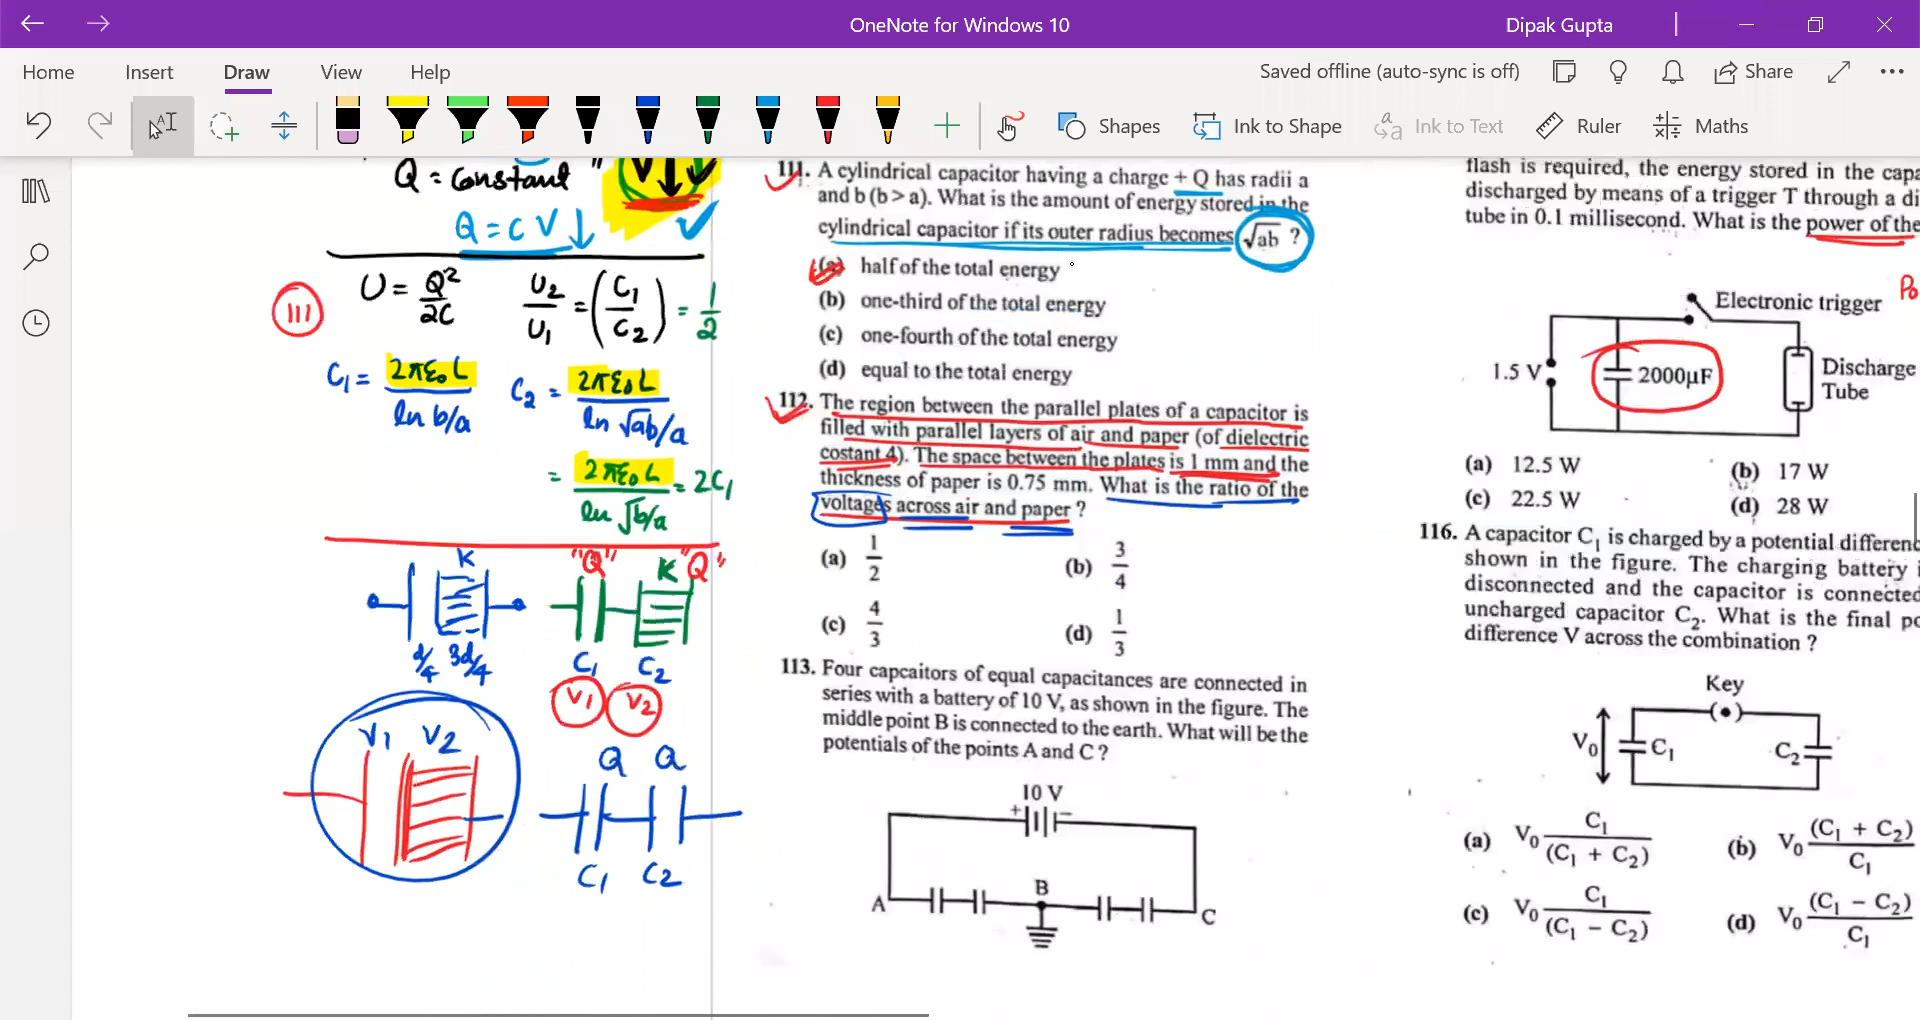 OneNote for Windows 10
Dipak Gupta
Home Insert Draw View Help
Saved offline (auto-sync is off)
Share
Shapes
Ink to Shape
Ink to Text
Ruler
Maths
Q = Constant "
V↓
Q = C V ↓
III
U = Q²/2C
U₂/U₁ = (C₁/C₂) = 1/2
C₁ = 2πε₀L / ln b/a
C₂ = 2πε₀L / ln √ab/a
= 2πε₀L / ln √b/a = 2C₁
K
"Q" K "Q"
d/4 3d/4
C₁ C₂
V₁ V₂
V₁ V₂
Q Q
C₁ C₂
111. A cylindrical capacitor having a charge + Q has radii a
and b (b > a). What is the amount of energy stored in the
cylindrical capacitor if its outer radius becomes √ab ?
(a) half of the total energy
(b) one-third of the total energy
(c) one-fourth of the total energy
(d) equal to the total energy
112. The region between the parallel plates of a capacitor is
filled with parallel layers of air and paper (of dielectric
costant 4). The space between the plates is 1 mm and the
thickness of paper is 0.75 mm. What is the ratio of the
voltages across air and paper ?
(a) 1/2 (b) 3/4
(c) 4/3 (d) 1/3
113. Four capcaitors of equal capacitances are connected in
series with a battery of 10 V, as shown in the figure. The
middle point B is connected to the earth. What will be the
potentials of the points A and C ?
10 V
+ −
A B C
flash is required, the energy stored in the capa
discharged by means of a trigger T through a di
tube in 0.1 millisecond. What is the power of the
Po
Electronic trigger
1.5 V
2000μF
Discharge
Tube
(a) 12.5 W (b) 17 W
(c) 22.5 W (d) 28 W
116. A capacitor C₁ is charged by a potential differenc
shown in the figure. The charging battery i
disconnected and the capacitor is connected
uncharged capacitor C₂. What is the final po
difference V across the combination ?
Key
V₀ C₁ C₂
(a) V₀ C₁/(C₁ + C₂) (b) V₀ (C₁ + C₂)/C₁
(c) V₀ C₁/(C₁ − C₂) (d) V₀ (C₁ − C₂)/C₁